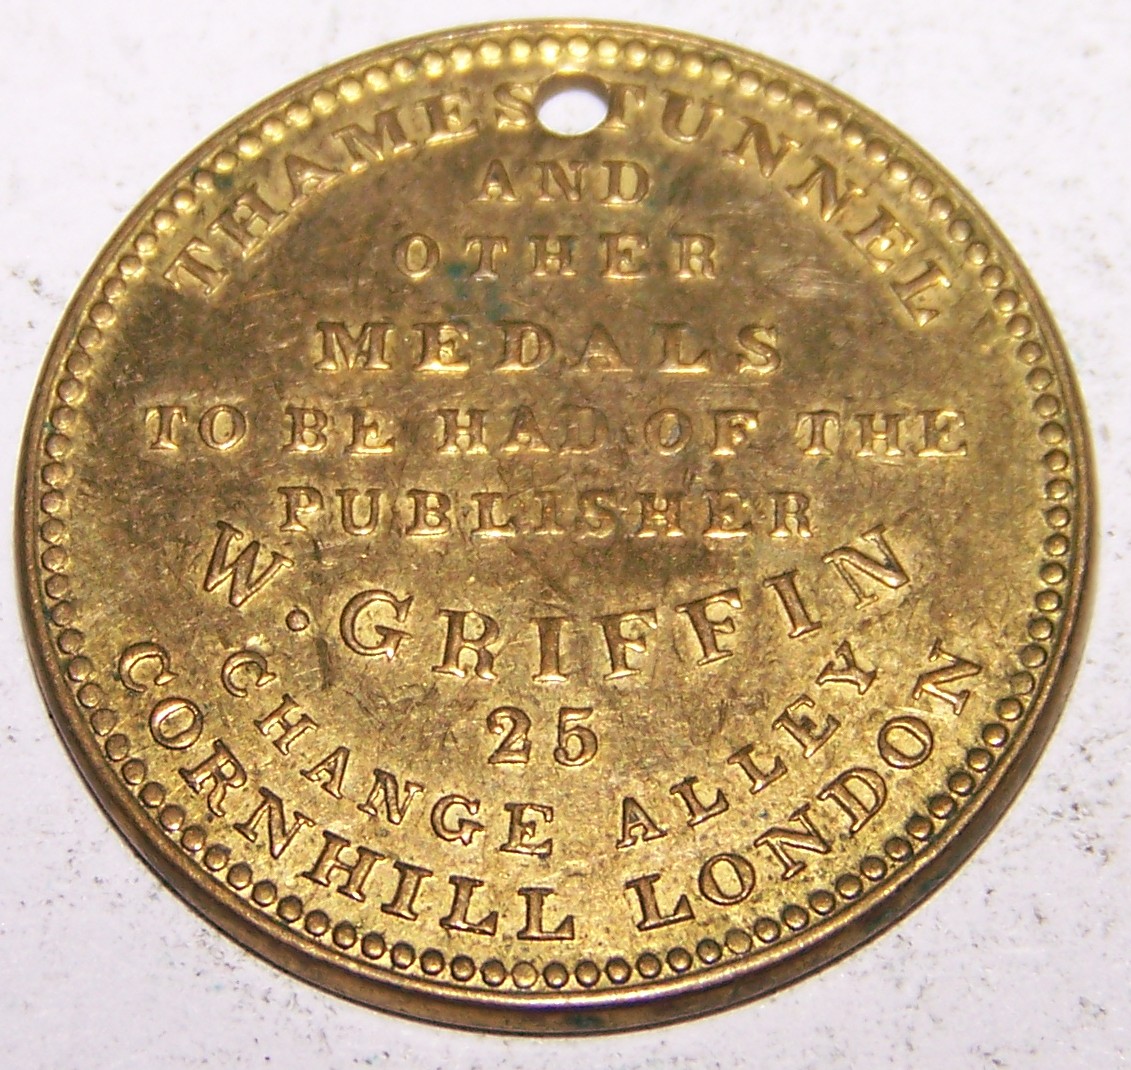 THAMES TUNNEL
AND
OTHER
MEDALS
TO BE HAD OF THE
PUBLISHER
W. GRIFFIN
25
CHANGE ALLEY
CORNHILL LONDON